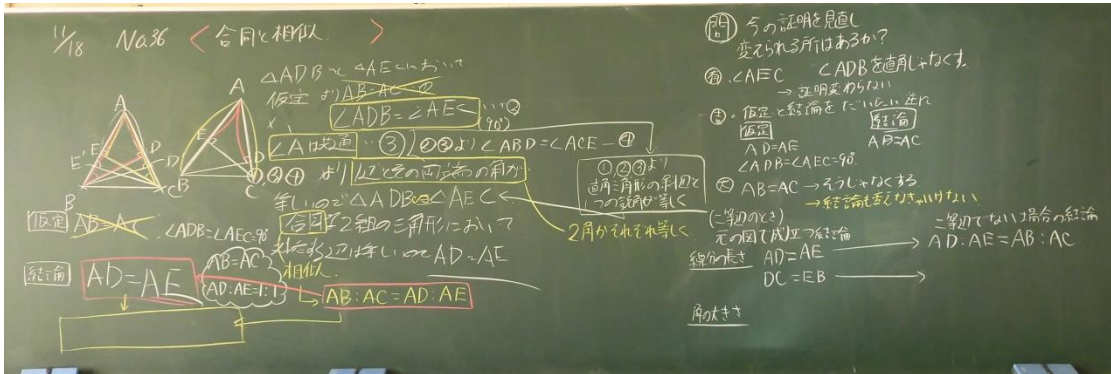 11/18 No.36 〈 合同と相似 〉
△ADBと△AECにおいて
仮定より AB=AC ①
∠ADB=∠AEC …②
(90°)
∠Aは共通 … ③
②③より ∠ABD=∠ACE ー ④
①,③④より 辺とその両端の角が
等しいので △ADB∽△AEC
合同な2組の三角形において
対応する辺は等しいので AD=AE
①,②,③より
直角三角形の斜辺と
1つの鋭角が等しく
2角がそれぞれ等しく
相似
AB:AC=AD:AE
A
E
D
B
C
A
E
D
B
C
E'
D'
仮定 AB=AC ∠ADB=∠AEC=90°
結論 AD=AE
AB=AC
AD:AE=1:1
問 今の証明を見直し
変えられる所はあるか?
∠AEC ∠ADBを直角じゃなくす
→ 証明変わらない
仮定と結論をだいたい逆に
仮定 結論
AD=AE AB=AC
∠ADB=∠AEC=90°
AB=AC → そうじゃなくする
→ 結論も変えなきゃいけない
(二等辺のとき)
元の図で成立つ結論
二等辺でない場合の結論
線分の長さ AD=AE → AD:AE=AB:AC
DC=EB →
角の大きさ